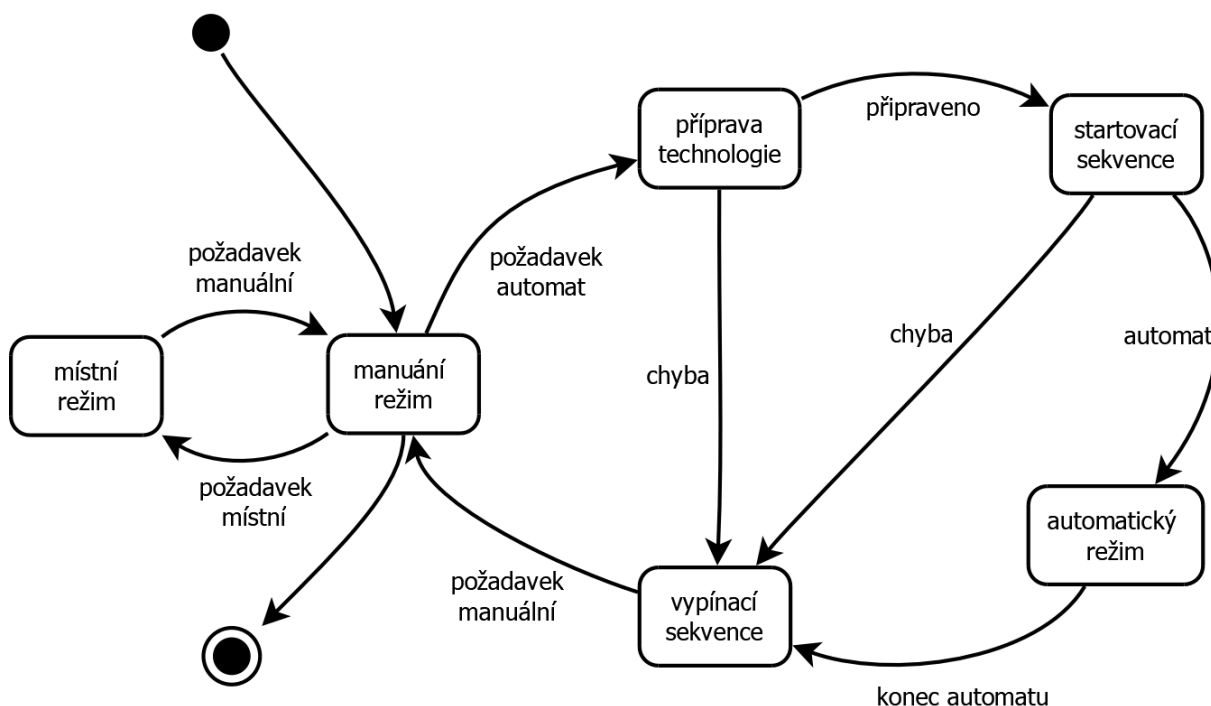 příprava
technologie
připraveno
startovací
sekvence
požadavek
manuální
požadavek
automat
místní
režim
manuání
režim
chyba
chyba
automat
požadavek
místní
automatický
režim
požadavek
manuální
vypínací
sekvence
konec automatu